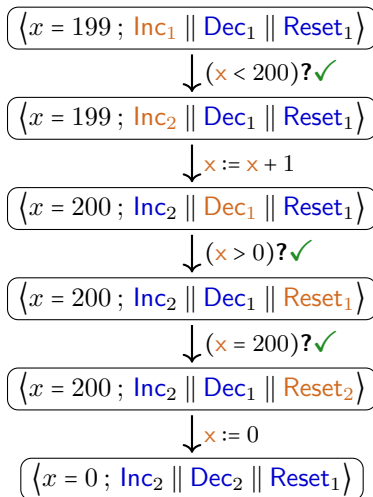 ⟨x = 199 ; Inc₁ || Dec₁ || Reset₁⟩
(x < 200)?✓
⟨x = 199 ; Inc₂ || Dec₁ || Reset₁⟩
x := x + 1
⟨x = 200 ; Inc₂ || Dec₁ || Reset₁⟩
(x > 0)?✓
⟨x = 200 ; Inc₂ || Dec₁ || Reset₁⟩
(x = 200)?✓
⟨x = 200 ; Inc₂ || Dec₁ || Reset₂⟩
x := 0
⟨x = 0 ; Inc₂ || Dec₂ || Reset₁⟩